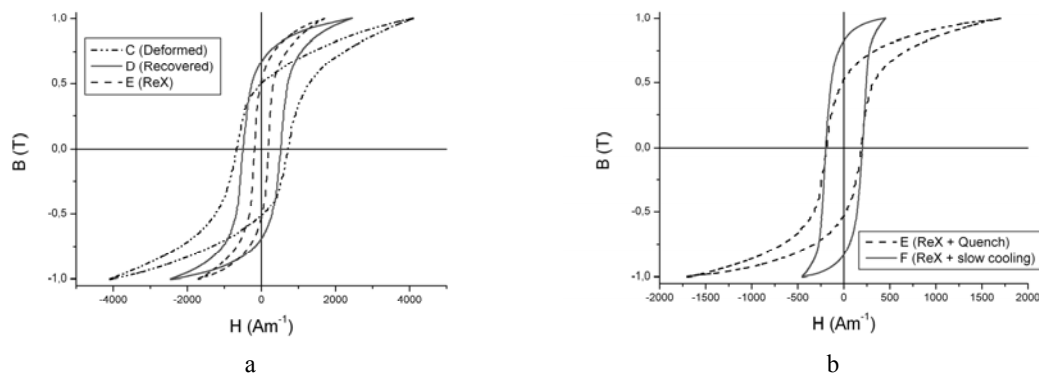 1,0
0,5
0,0
-0,5
-1,0
B (T)
C (Deformed)
D (Recovered)
E (ReX)
-4000 -2000 0 2000 4000
H (Am⁻¹)
a
1,0
0,5
0,0
-0,5
-1,0
B (T)
E (ReX + Quench)
F (ReX + slow cooling)
-2000 -1500 -1000 -500 0 500 1000 1500 2000
H (Am⁻¹)
b